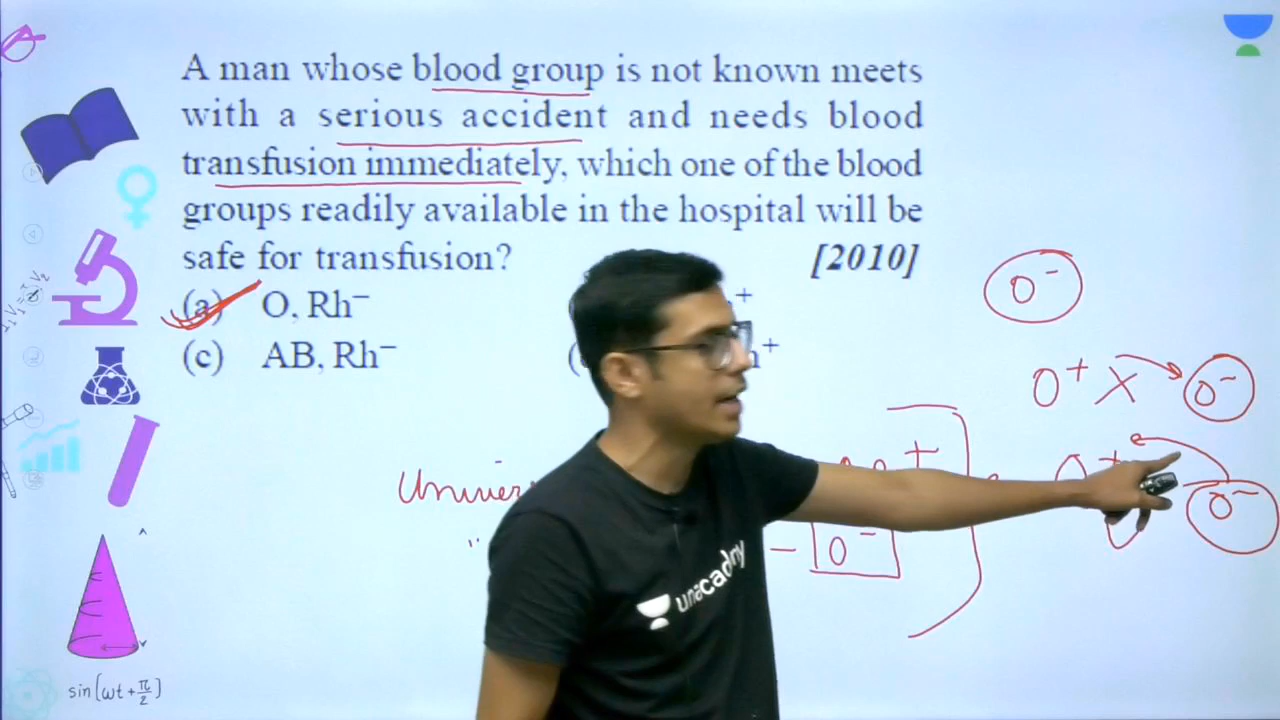 A man whose blood group is not known meets
with a serious accident and needs blood
transfusion immediately, which one of the blood
groups readily available in the hospital will be
safe for transfusion? [2010]
(a) O, Rh⁻
(c) AB, Rh⁻
O⁻
O⁺ X O⁻
O⁻
- O⁻
unacademy
sin(ωt+π/2)